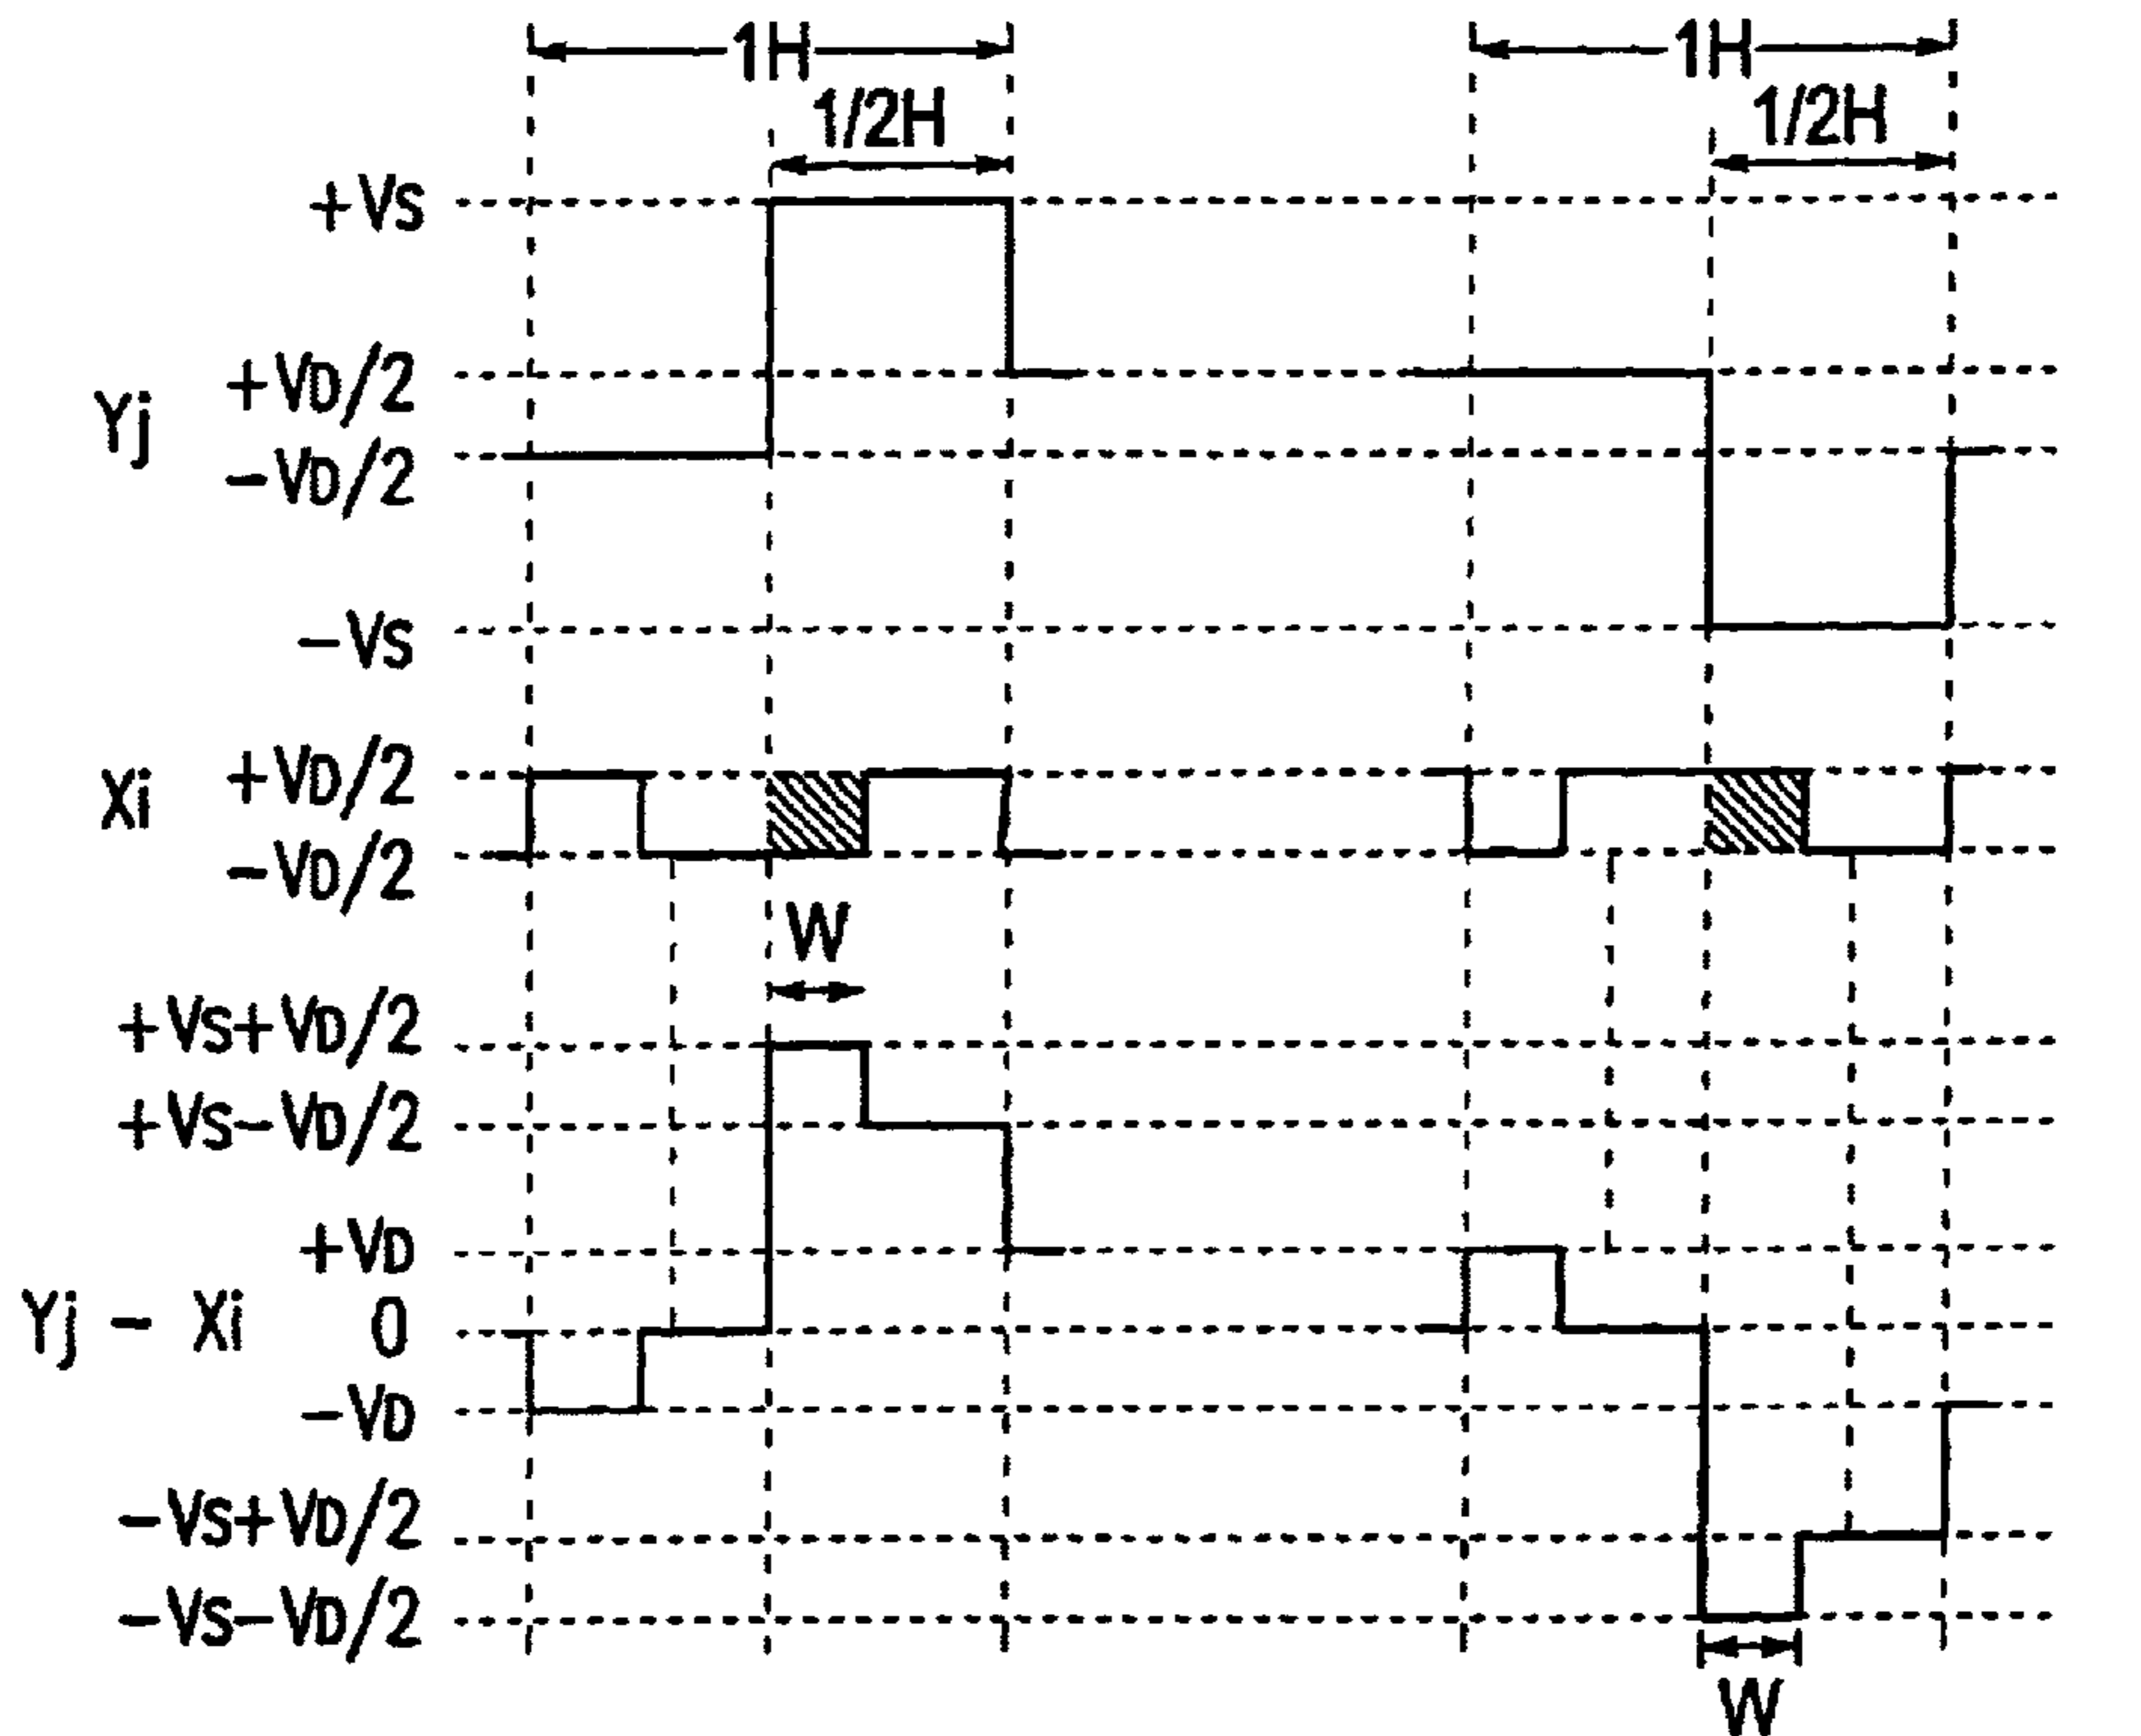 1H 1H
1/2H 1/2H
+VS
Yj +VD/2
-VD/2
-VS
Xi +VD/2
-VD/2
W
+VS+VD/2
+VS-VD/2
+VD
Yj - Xi 0
-VD
-VS+VD/2
-VS-VD/2
W